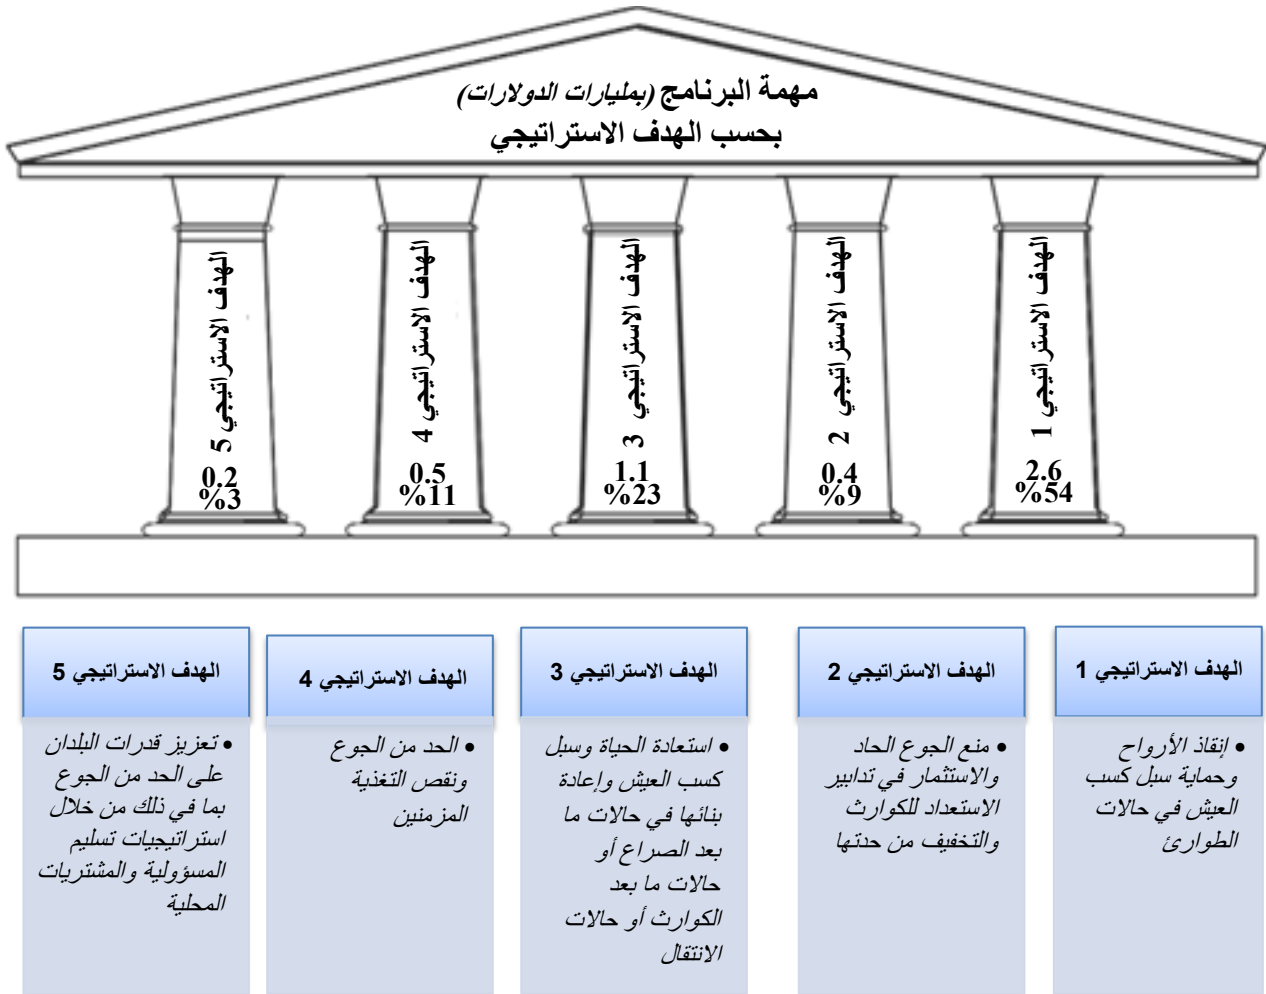 مهمة البرنامج (بمليارات الدولارات)
بحسب الهدف الاستراتيجي
الهدف الاستراتيجي 1
2.6
%54
الهدف الاستراتيجي 2
0.4
%9
الهدف الاستراتيجي 3
1.1
%23
الهدف الاستراتيجي 4
0.5
%11
الهدف الاستراتيجي 5
0.2
%3
الهدف الاستراتيجي 1
• إنقاذ الأرواح
وحماية سبل كسب
العيش في حالات
الطوارئ
الهدف الاستراتيجي 2
• منع الجوع الحاد
والاستثمار في تدابير
الاستعداد للكوارث
والتخفيف من حدتها
الهدف الاستراتيجي 3
• استعادة الحياة وسبل
كسب العيش وإعادة
بنائها في حالات ما
بعد الصراع أو
حالات ما بعد
الكوارث أو حالات
الانتقال
الهدف الاستراتيجي 4
• الحد من الجوع
ونقص التغذية
المزمنين
الهدف الاستراتيجي 5
• تعزيز قدرات البلدان
على الحد من الجوع
بما في ذلك من خلال
استراتيجيات تسليم
المسؤولية والمشتريات
المحلية